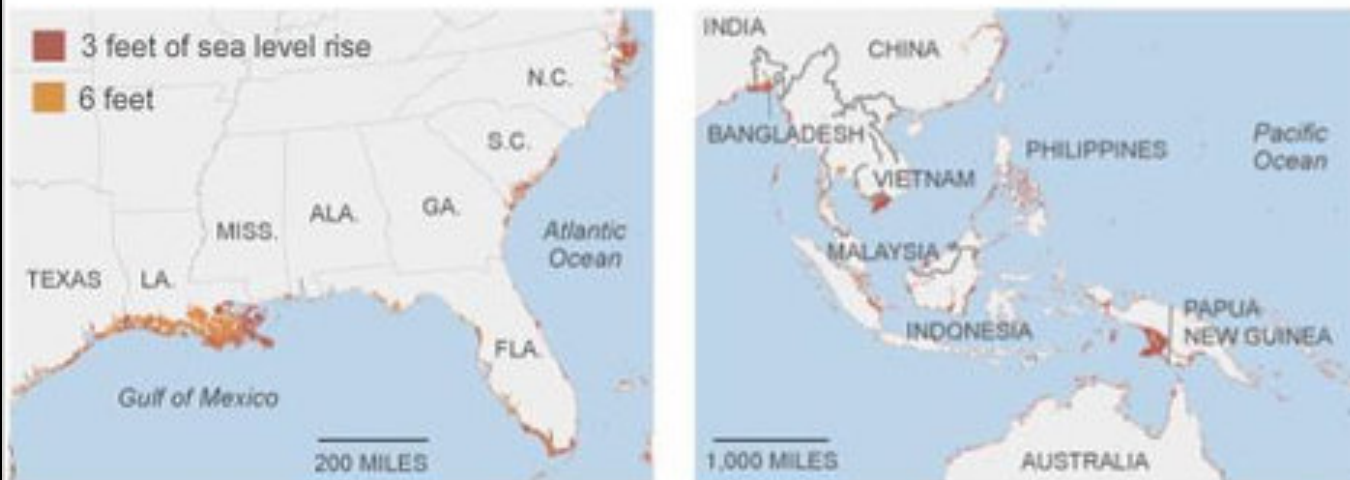 3 feet of sea level rise
6 feet
N.C.
S.C.
GA.
ALA.
MISS.
Atlantic
Ocean
TEXAS
LA.
FLA.
Gulf of Mexico
200 MILES
INDIA
CHINA
BANGLADESH
PHILIPPINES
Pacific
Ocean
VIETNAM
MALAYSIA
PAPUA
NEW GUINEA
INDONESIA
1,000 MILES
AUSTRALIA